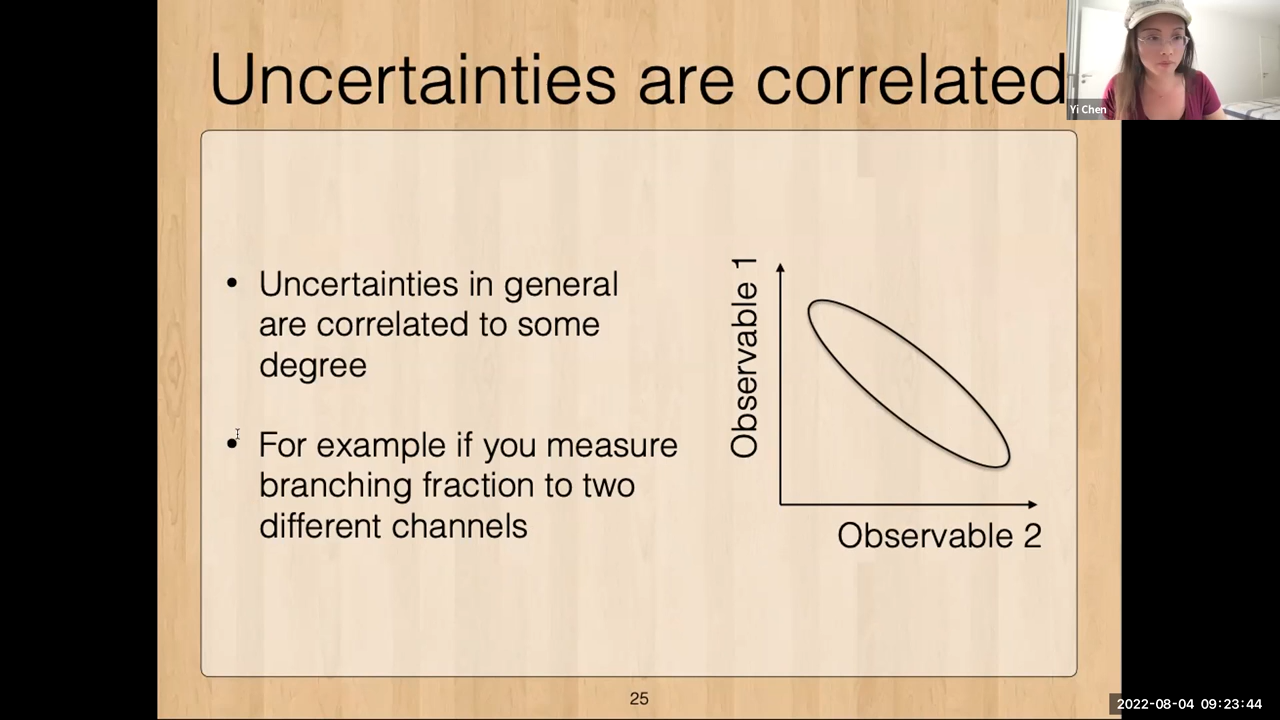 Uncertainties are correlated
Yi Chen
• Uncertainties in general
are correlated to some
degree
• For example if you measure
branching fraction to two
different channels
Observable 1
Observable 2
25
2022-08-04 09:23:44